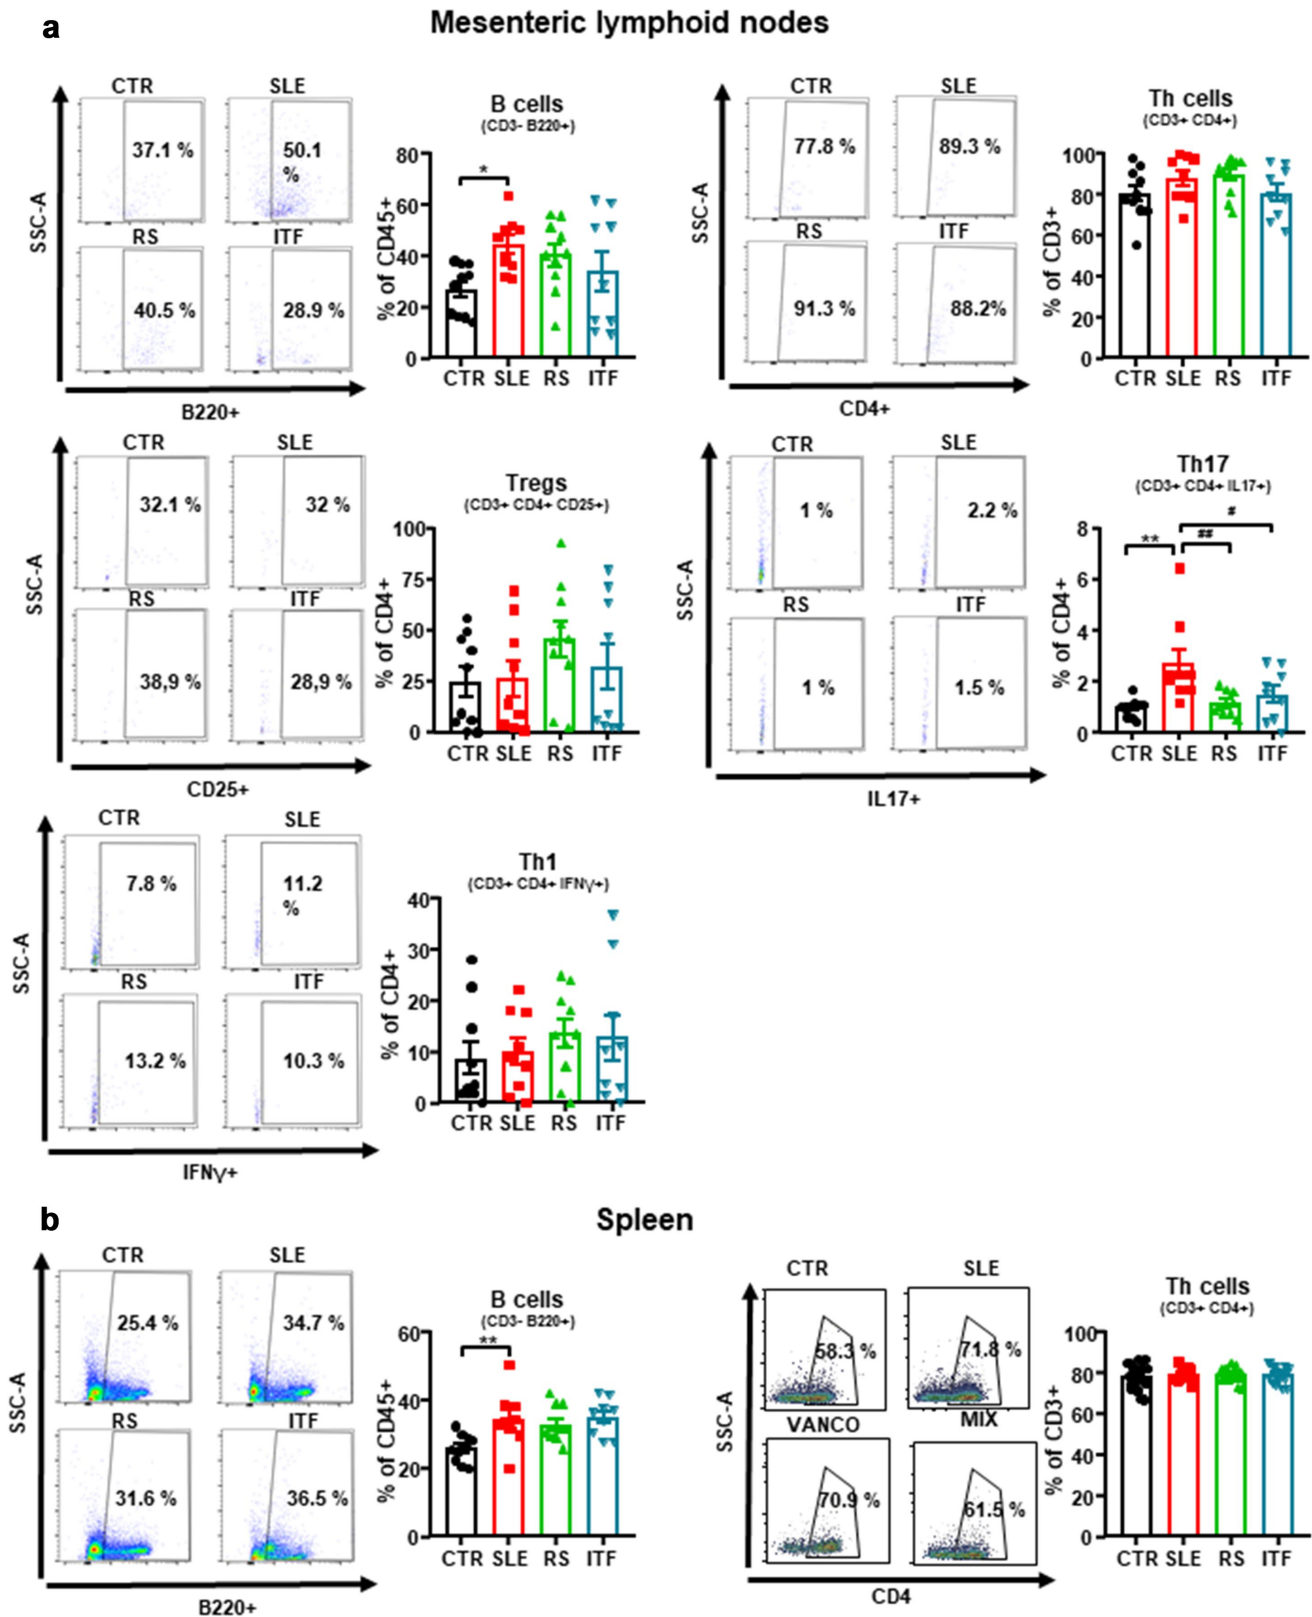 a
Mesenteric lymphoid nodes
CTR SLE
37.1 % 50.1
%
RS ITF
40.5 % 28.9 %
SSC-A
B220+
B cells
(CD3- B220+)
*
80
60
40
20
0
% of CD45+
CTR SLE RS ITF
CTR SLE
77.8 % 89.3 %
RS ITF
91.3 % 88.2%
SSC-A
CD4+
Th cells
(CD3+ CD4+)
100
80
60
40
20
0
% of CD3+
CTR SLE RS ITF
CTR SLE
32.1 % 32 %
RS ITF
38,9 % 28,9 %
SSC-A
CD25+
Tregs
(CD3+ CD4+ CD25+)
100
75
50
25
0
% of CD4+
CTR SLE RS ITF
CTR SLE
1 % 2.2 %
RS ITF
1 % 1.5 %
SSC-A
IL17+
Th17
(CD3+ CD4+ IL17+)
#
** ##
8
6
4
2
0
% of CD4+
CTR SLE RS ITF
CTR SLE
7.8 % 11.2
%
RS ITF
13.2 % 10.3 %
SSC-A
IFNγ+
Th1
(CD3+ CD4+ IFNγ+)
40
30
20
10
0
% of CD4+
CTR SLE RS ITF
b
Spleen
CTR SLE
25.4 % 34.7 %
RS ITF
31.6 % 36.5 %
SSC-A
B220+
B cells
(CD3- B220+)
**
60
40
20
0
% of CD45+
CTR SLE RS ITF
CTR SLE
58.3 % 71.8 %
VANCO MIX
70.9 % 61.5 %
SSC-A
CD4
Th cells
(CD3+ CD4+)
100
80
60
40
20
0
% of CD3+
CTR SLE RS ITF